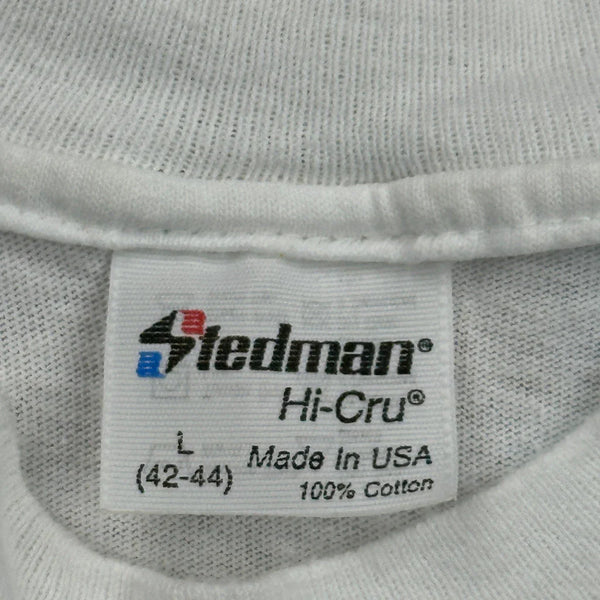 Stedman®
Hi-Cru®
L
(42-44)
Made In USA
100% Cotton